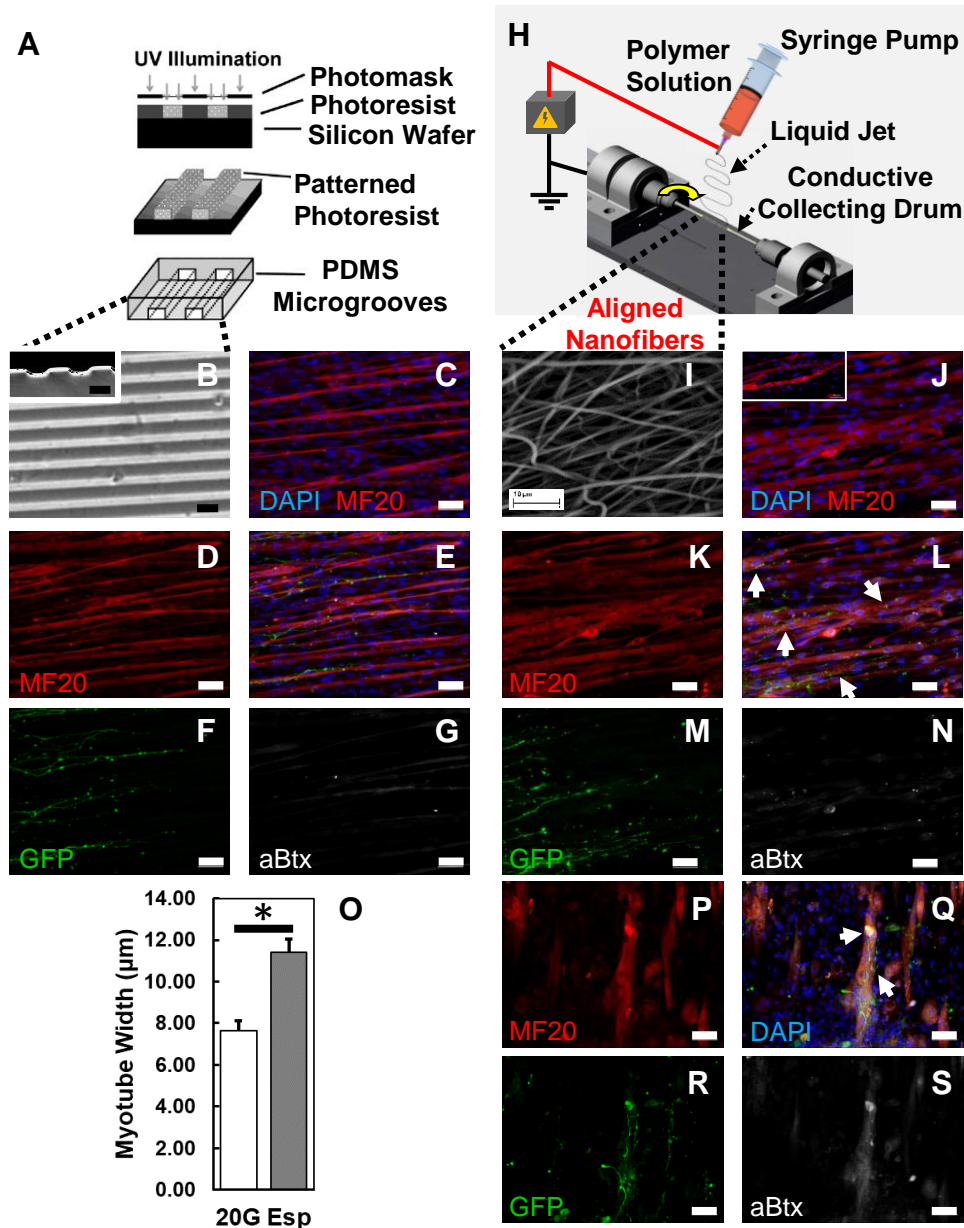 A
UV Illumination
Photomask
Photoresist
Silicon Wafer
Patterned
Photoresist
PDMS
Microgrooves
H
Syringe Pump
Polymer
Solution
Liquid Jet
Conductive
Collecting Drum
Aligned
Nanofibers
B
C
DAPI MF20
I
10 µm
J
DAPI MF20
D
MF20
E
K
MF20
L
F
GFP
G
aBtx
M
GFP
N
aBtx
O
Myotube Width (µm)
14.00
12.00
10.00
8.00
6.00
4.00
2.00
0.00
*
20G Esp
P
MF20
Q
DAPI
R
GFP
S
aBtx